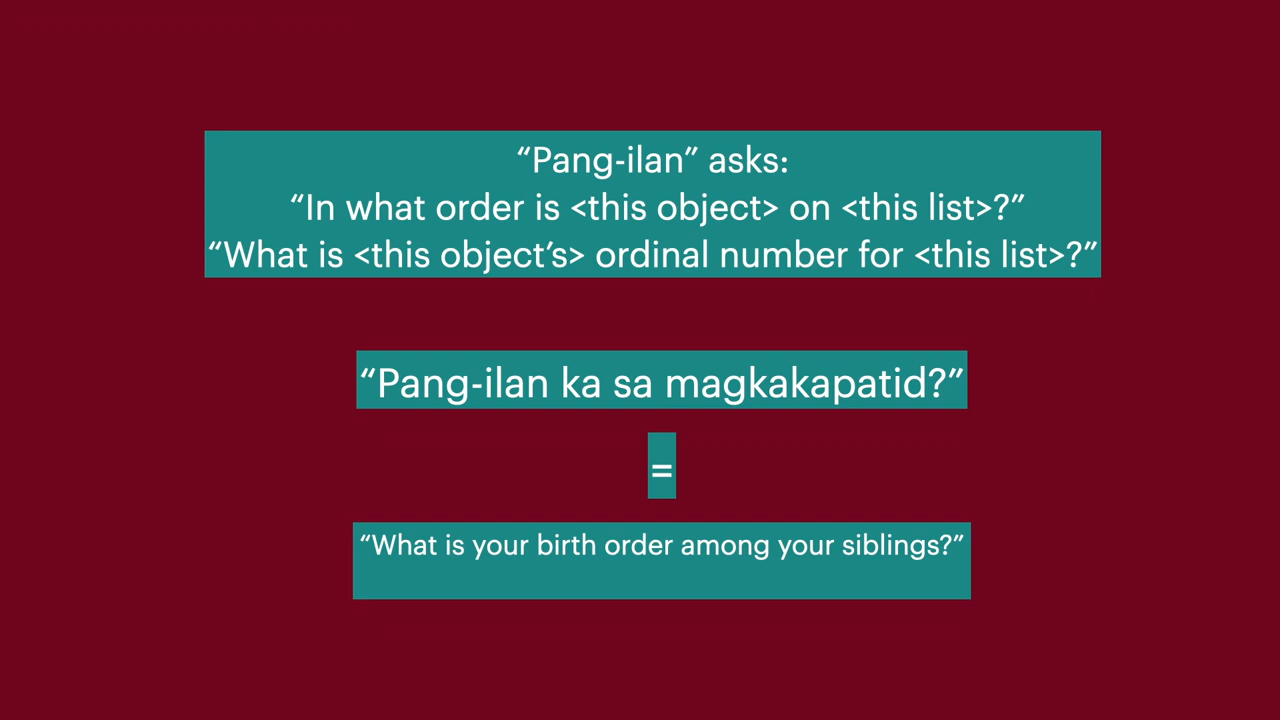 “Pang-ilan” asks:
“In what order is <this object> on <this list>?”
“What is <this object’s> ordinal number for <this list>?”
“Pang-ilan ka sa magkakapatid?”
=
“What is your birth order among your siblings?”